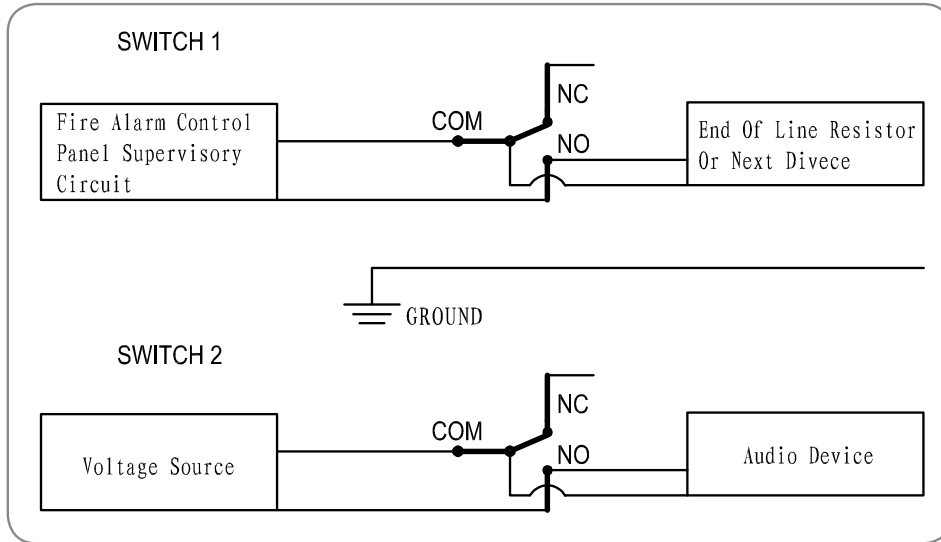 SWITCH 1
NC
COM
NO
Fire Alarm Control
Panel Supervisory
Circuit
End Of Line Resistor
Or Next Divece
GROUND
SWITCH 2
NC
COM
NO
Voltage Source
Audio Device